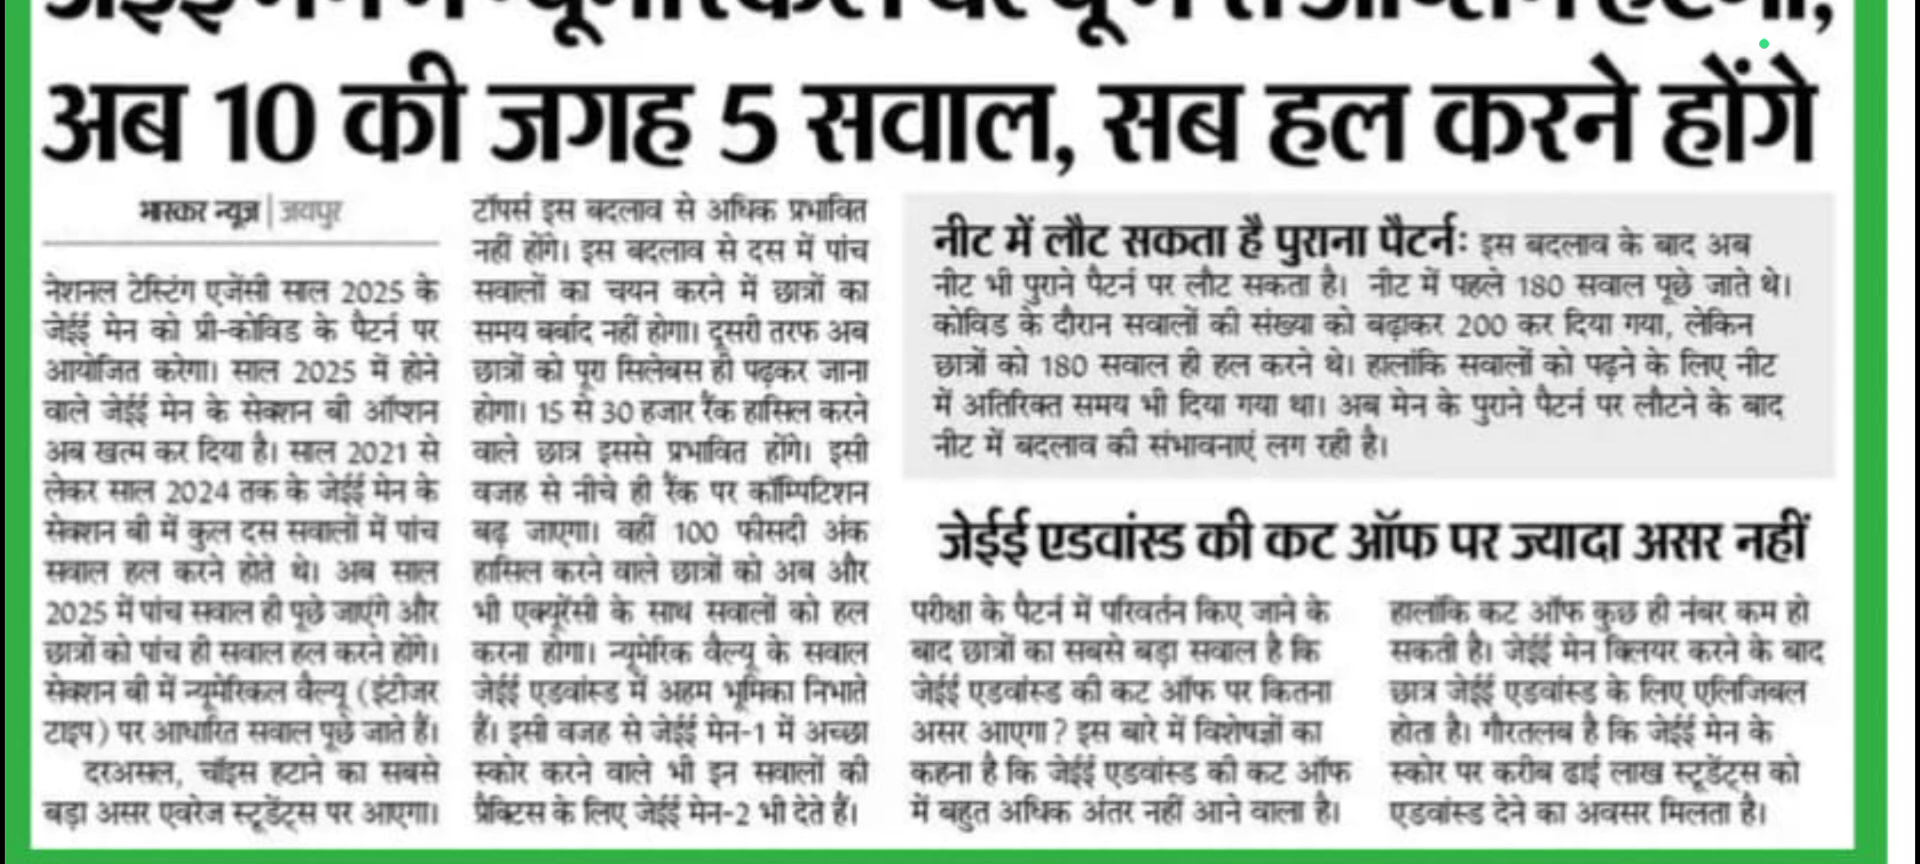 अब 10 की जगह 5 सवाल, सब हल करने होंगे
भास्कर न्यूज | जयपुर
नेशनल टेस्टिंग एजेंसी साल 2025 के
जेईई मेन को प्री-कोविड के पैटर्न पर
आयोजित करेगा। साल 2025 में होने
वाले जेईई मेन के सेक्शन बी ऑप्शन
अब खत्म कर दिया है। साल 2021 से
लेकर साल 2024 तक के जेईई मेन के
सेक्शन बी में कुल दस सवालों में पांच
सवाल हल करने होते थे। अब साल
2025 में पांच सवाल ही पूछे जाएंगे और
छात्रों को पांच ही सवाल हल करने होंगे।
सेक्शन बी में न्यूमेरिकल वैल्यू (इंटीजर
टाइप) पर आधारित सवाल पूछे जाते हैं।
दरअसल, चॉइस हटाने का सबसे
बड़ा असर एवरेज स्टूडेंट्स पर आएगा।
टॉपर्स इस बदलाव से अधिक प्रभावित
नहीं होंगे। इस बदलाव से दस में पांच
सवालों का चयन करने में छात्रों का
समय बर्बाद नहीं होगा। दूसरी तरफ अब
छात्रों को पूरा सिलेबस ही पढ़कर जाना
होगा। 15 से 30 हजार रैंक हासिल करने
वाले छात्र इससे प्रभावित होंगे। इसी
वजह से नीचे ही रैंक पर कॉम्पिटिशन
बढ़ जाएगा। वहीं 100 फीसदी अंक
हासिल करने वाले छात्रों को अब और
भी एक्यूरेंसी के साथ सवालों को हल
करना होगा। न्यूमेरिक वैल्यू के सवाल
जेईई एडवांस्ड में अहम भूमिका निभाते
हैं। इसी वजह से जेईई मेन-1 में अच्छा
स्कोर करने वाले भी इन सवालों की
प्रैक्टिस के लिए जेईई मेन-2 भी देते हैं।
नीट में लौट सकता है पुराना पैटर्नः इस बदलाव के बाद अब
नीट भी पुराने पैटर्न पर लौट सकता है। नीट में पहले 180 सवाल पूछे जाते थे।
कोविड के दौरान सवालों की संख्या को बढ़ाकर 200 कर दिया गया, लेकिन
छात्रों को 180 सवाल ही हल करने थे। हालांकि सवालों को पढ़ने के लिए नीट
में अतिरिक्त समय भी दिया गया था। अब मेन के पुराने पैटर्न पर लौटने के बाद
नीट में बदलाव की संभावनाएं लग रही है।
जेईई एडवांस्ड की कट ऑफ पर ज्यादा असर नहीं
परीक्षा के पैटर्न में परिवर्तन किए जाने के
बाद छात्रों का सबसे बड़ा सवाल है कि
जेईई एडवांस्ड की कट ऑफ पर कितना
असर आएगा? इस बारे में विशेषज्ञों का
कहना है कि जेईई एडवांस्ड की कट ऑफ
में बहुत अधिक अंतर नहीं आने वाला है।
हालांकि कट ऑफ कुछ ही नंबर कम हो
सकती है। जेईई मेन क्लियर करने के बाद
छात्र जेईई एडवांस्ड के लिए एलिजिबल
होता है। गौरतलब है कि जेईई मेन के
स्कोर पर करीब ढाई लाख स्टूडेंट्स को
एडवांस्ड देने का अवसर मिलता है।